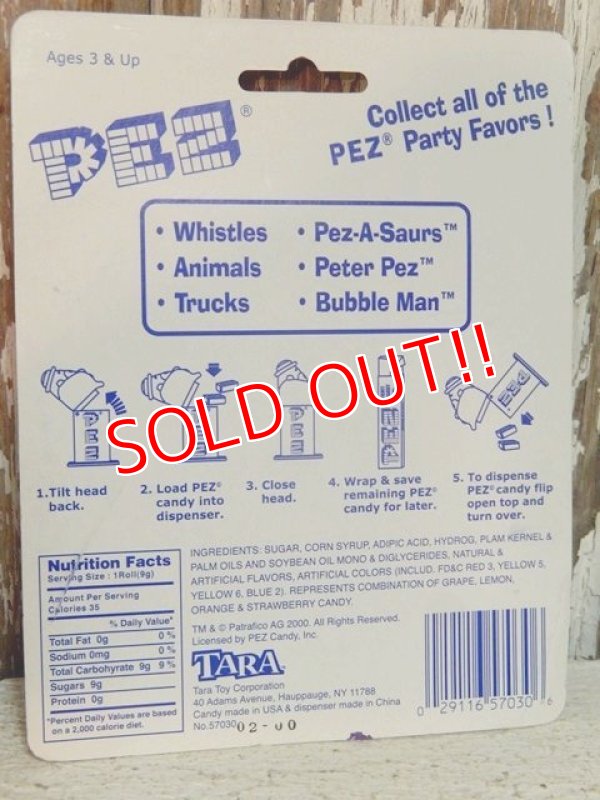 Ages 3 & Up
PEZ®
Collect all of the
PEZ® Party Favors !
• Whistles
• Animals
• Trucks
• Pez-A-Saurs™
• Peter Pez™
• Bubble Man™
SOLD OUT!!
1.Tilt head
back.
2. Load PEZ®
candy into
dispenser.
3. Close
head.
4. Wrap & save
remaining PEZ®
candy for later.
5. To dispense
PEZ® candy flip
open top and
turn over.
Nutrition Facts
Serving Size : 1Roll(9g)
Amount Per Serving
Calories 35
% Daily Value*
Total Fat 0g 0%
Sodium 0mg 0%
Total Carbohyrate 9g 9%
Sugars 9g
Protein 0g
*Percent Daily Values are based
on a 2,000 calorie diet.
INGREDIENTS: SUGAR, CORN SYRUP, ADIPIC ACID, HYDROG, PLAM KERNEL &
PALM OILS AND SOYBEAN OIL MONO & DIGLYCERIDES, NATURAL &
ARTIFICIAL FLAVORS, ARTIFICIAL COLORS (INCLUD. FD&C RED 3, YELLOW 5,
YELLOW 6, BLUE 2). REPRESENTS COMBINATION OF GRAPE, LEMON,
ORANGE & STRAWBERRY CANDY.
TM & © Patrafico AG 2000. All Rights Reserved.
Licensed by PEZ Candy, Inc.
TARA
Tara Toy Corporation
40 Adams Avenue, Hauppauge, NY 11788
Candy made in USA & dispenser made in China
No.57030 02-00
0 29116 57030 6